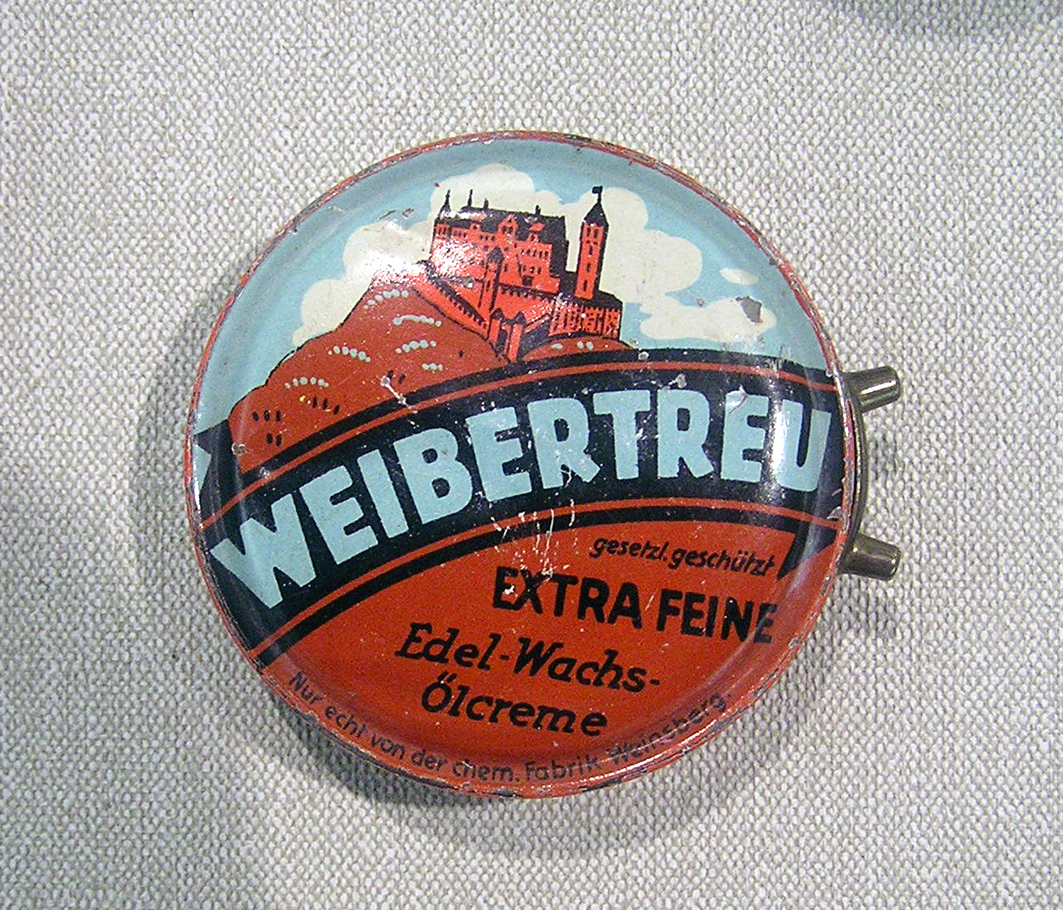 WEIBERTREU
gesetzl. geschützt
EXTRA FEINE
Edel-Wachs-
Ölcreme
Nur echt von der chem. Fabrik Weinsberg.